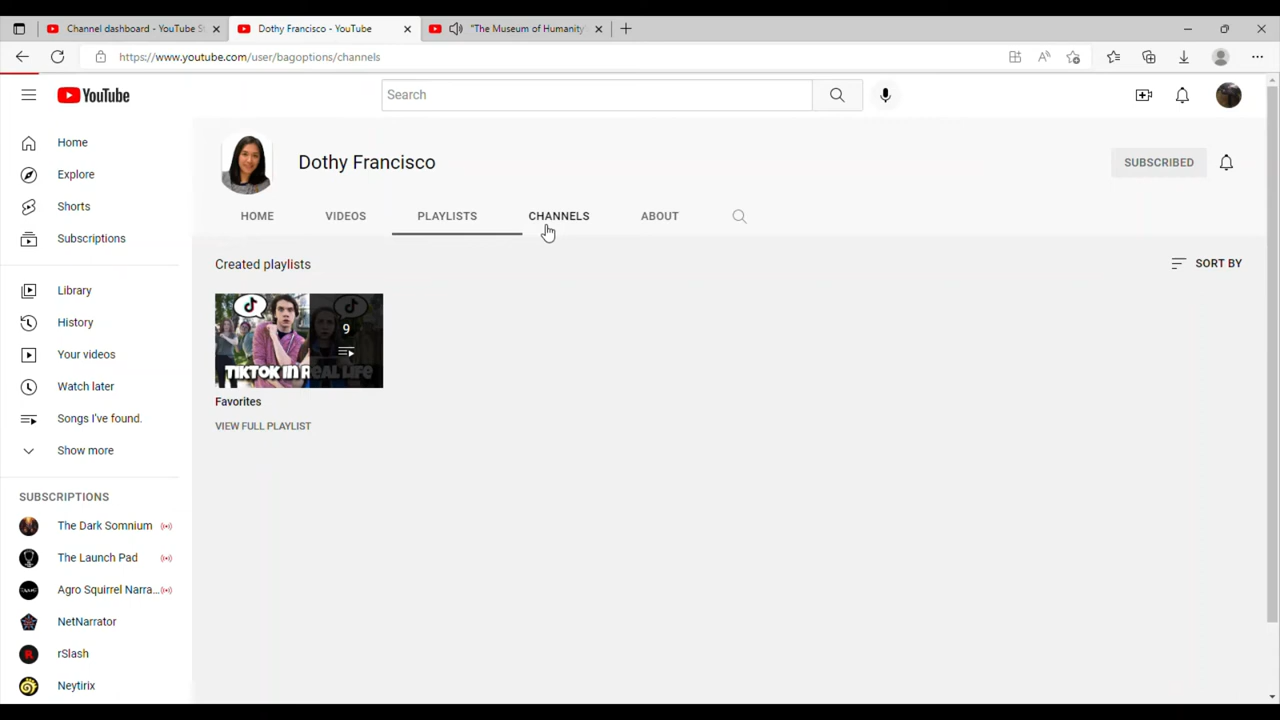 Channel dashboard - YouTube S
Dothy Francisco - YouTube
"The Museum of Humanity
https://www.youtube.com/user/bagoptions/channels
YouTube
Search
Home
Explore
Shorts
Subscriptions
Library
History
Your videos
Watch later
Songs I've found.
Show more
SUBSCRIPTIONS
The Dark Somnium
The Launch Pad
Agro Squirrel Narra...
NetNarrator
rSlash
Neytirix
Dothy Francisco
SUBSCRIBED
HOME VIDEOS PLAYLISTS CHANNELS ABOUT
Created playlists
SORT BY
9
TIKTOK IN REAL LIFE
Favorites
VIEW FULL PLAYLIST